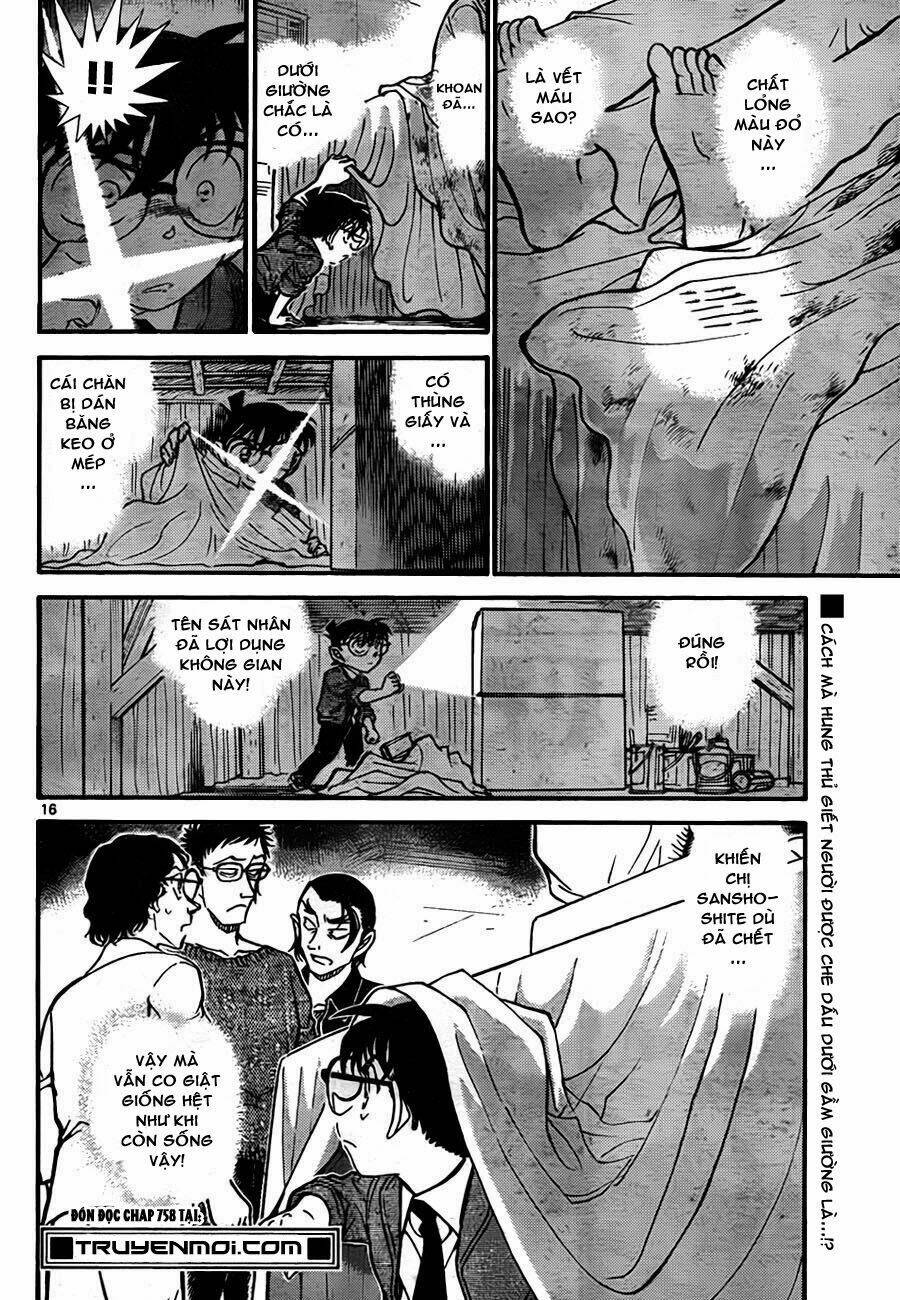 CHẤT
LỎNG
MÀU ĐỎ
NÀY
...
LÀ VẾT
MÁU
SAO?
KHOAN
ĐÃ...
DƯỚI
GIƯỜNG
CHẮC LÀ
CÓ...
!!
CÓ
THÙNG
GIẤY VÀ
...
CÁI CHĂN
BỊ DÁN
BĂNG
KEO Ở
MÉP
...
ĐÚNG
RỒI!
TÊN SÁT NHÂN
ĐÃ LỢI DỤNG
KHÔNG GIAN
NÀY!
16
KHIẾN
CHỊ
SANSHO-
SHITE DÙ
ĐÃ CHẾT
...
VẬY MÀ
VẪN CO GIẬT
GIỐNG HỆT
NHƯ KHI
CÒN SỐNG
VẬY!
CÁCH MÀ HUNG THỦ GIẾT NGƯỜI ĐƯỢC CHE DẤU DƯỚI GẦM GIƯỜNG LÀ...!?
ĐÓN ĐỌC CHAP 758 TẠI:
TRUYENMOI.COM